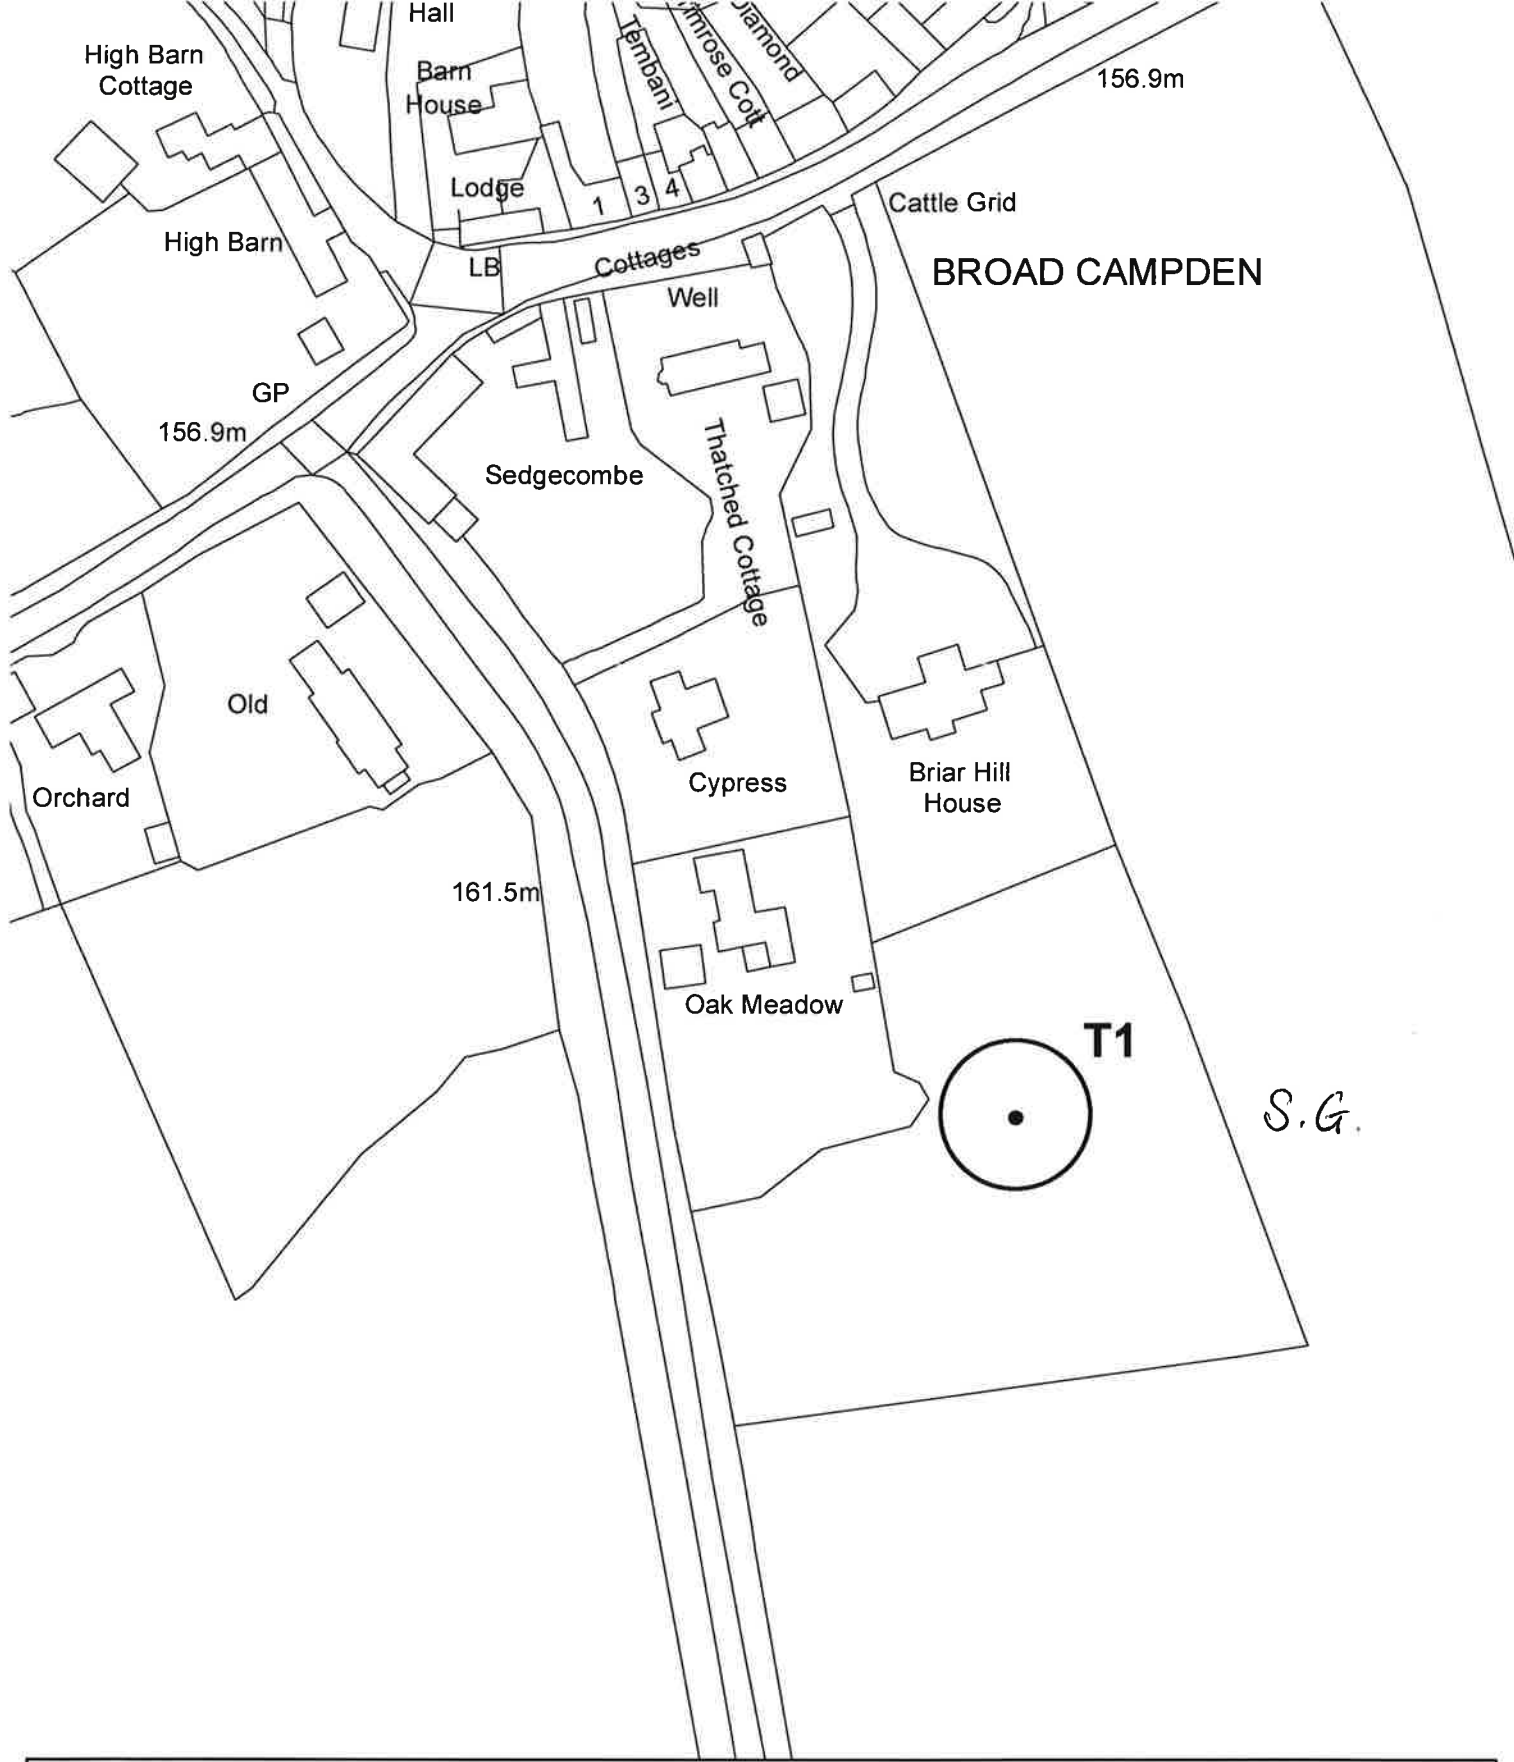 Hall
High Barn
Cottage
Barn
House
Tembani
Diamond
156.9m
Lodge
1
3
4
Cattle Grid
High Barn
LB
Cottages
BROAD CAMPDEN
Well
GP
156.9m
Sedgecombe
Thatched Cottage
Old
Cypress
Briar Hill
House
Orchard
161.5m
Oak Meadow
T1
S.G.